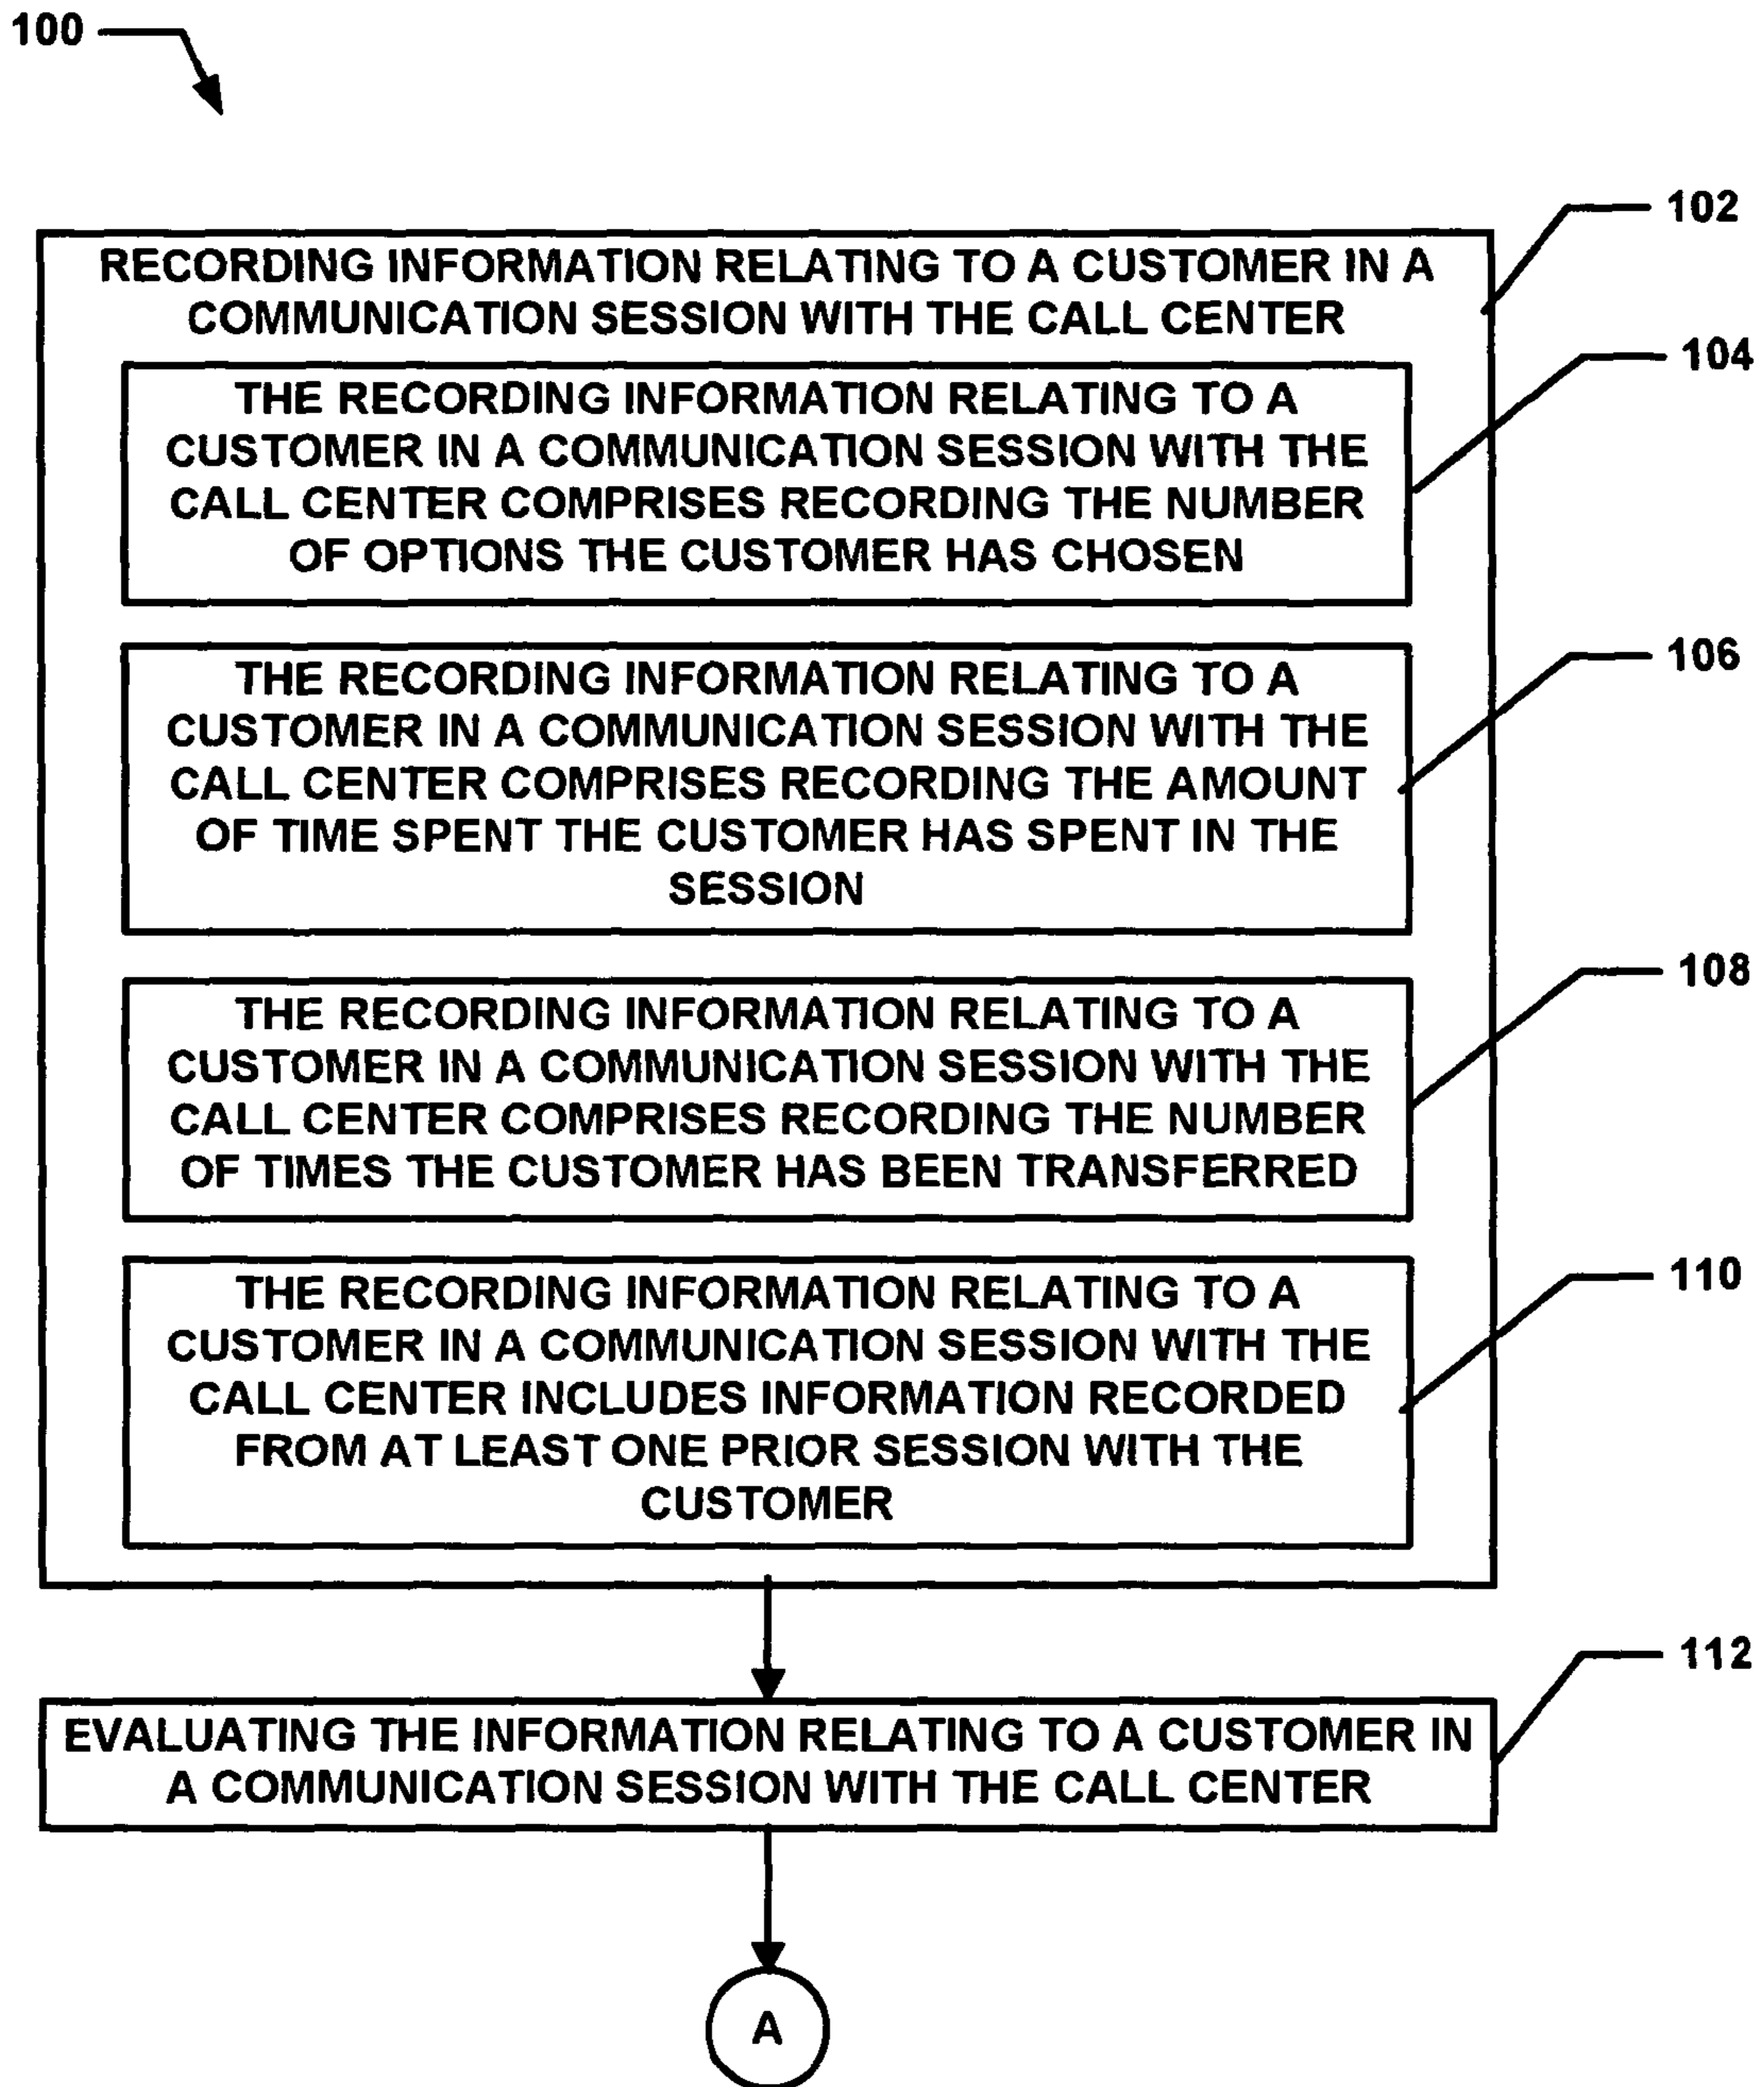 100
102
RECORDING INFORMATION RELATING TO A CUSTOMER IN A
COMMUNICATION SESSION WITH THE CALL CENTER
104
THE RECORDING INFORMATION RELATING TO A
CUSTOMER IN A COMMUNICATION SESSION WITH THE
CALL CENTER COMPRISES RECORDING THE NUMBER
OF OPTIONS THE CUSTOMER HAS CHOSEN
106
THE RECORDING INFORMATION RELATING TO A
CUSTOMER IN A COMMUNICATION SESSION WITH THE
CALL CENTER COMPRISES RECORDING THE AMOUNT
OF TIME SPENT THE CUSTOMER HAS SPENT IN THE
SESSION
108
THE RECORDING INFORMATION RELATING TO A
CUSTOMER IN A COMMUNICATION SESSION WITH THE
CALL CENTER COMPRISES RECORDING THE NUMBER
OF TIMES THE CUSTOMER HAS BEEN TRANSFERRED
110
THE RECORDING INFORMATION RELATING TO A
CUSTOMER IN A COMMUNICATION SESSION WITH THE
CALL CENTER INCLUDES INFORMATION RECORDED
FROM AT LEAST ONE PRIOR SESSION WITH THE
CUSTOMER
112
EVALUATING THE INFORMATION RELATING TO A CUSTOMER IN
A COMMUNICATION SESSION WITH THE CALL CENTER
A